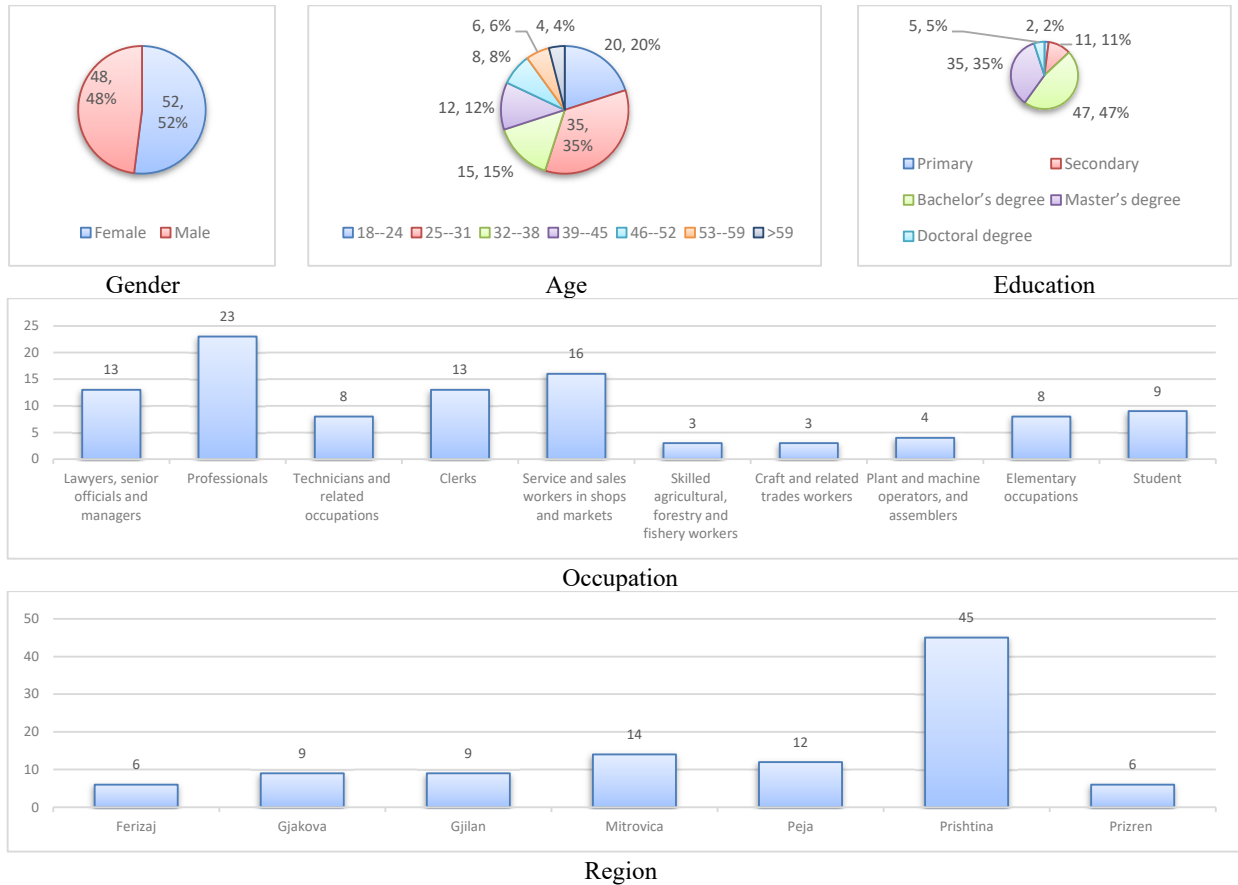 48,
48%
52,
52%
Female Male
Gender
6, 6%
4, 4%
20, 20%
8, 8%
12, 12%
35,
35%
15, 15%
18--24 25--31 32--38 39--45 46--52 53--59 >59
Age
5, 5%
2, 2%
11, 11%
35, 35%
47, 47%
Primary Secondary
Bachelor’s degree Master’s degree
Doctoral degree
Education
25
20
15
10
5
0
13
23
8
13
16
3
3
4
8
9
Lawyers, senior
officials and
managers
Professionals
Technicians and
related
occupations
Clerks
Service and sales
workers in shops
and markets
Skilled
agricultural,
forestry and
fishery workers
Craft and related
trades workers
Plant and machine
operators, and
assemblers
Elementary
occupations
Student
Occupation
50
40
30
20
10
0
6
9
9
14
12
45
6
Ferizaj
Gjakova
Gjilan
Mitrovica
Peja
Prishtina
Prizren
Region